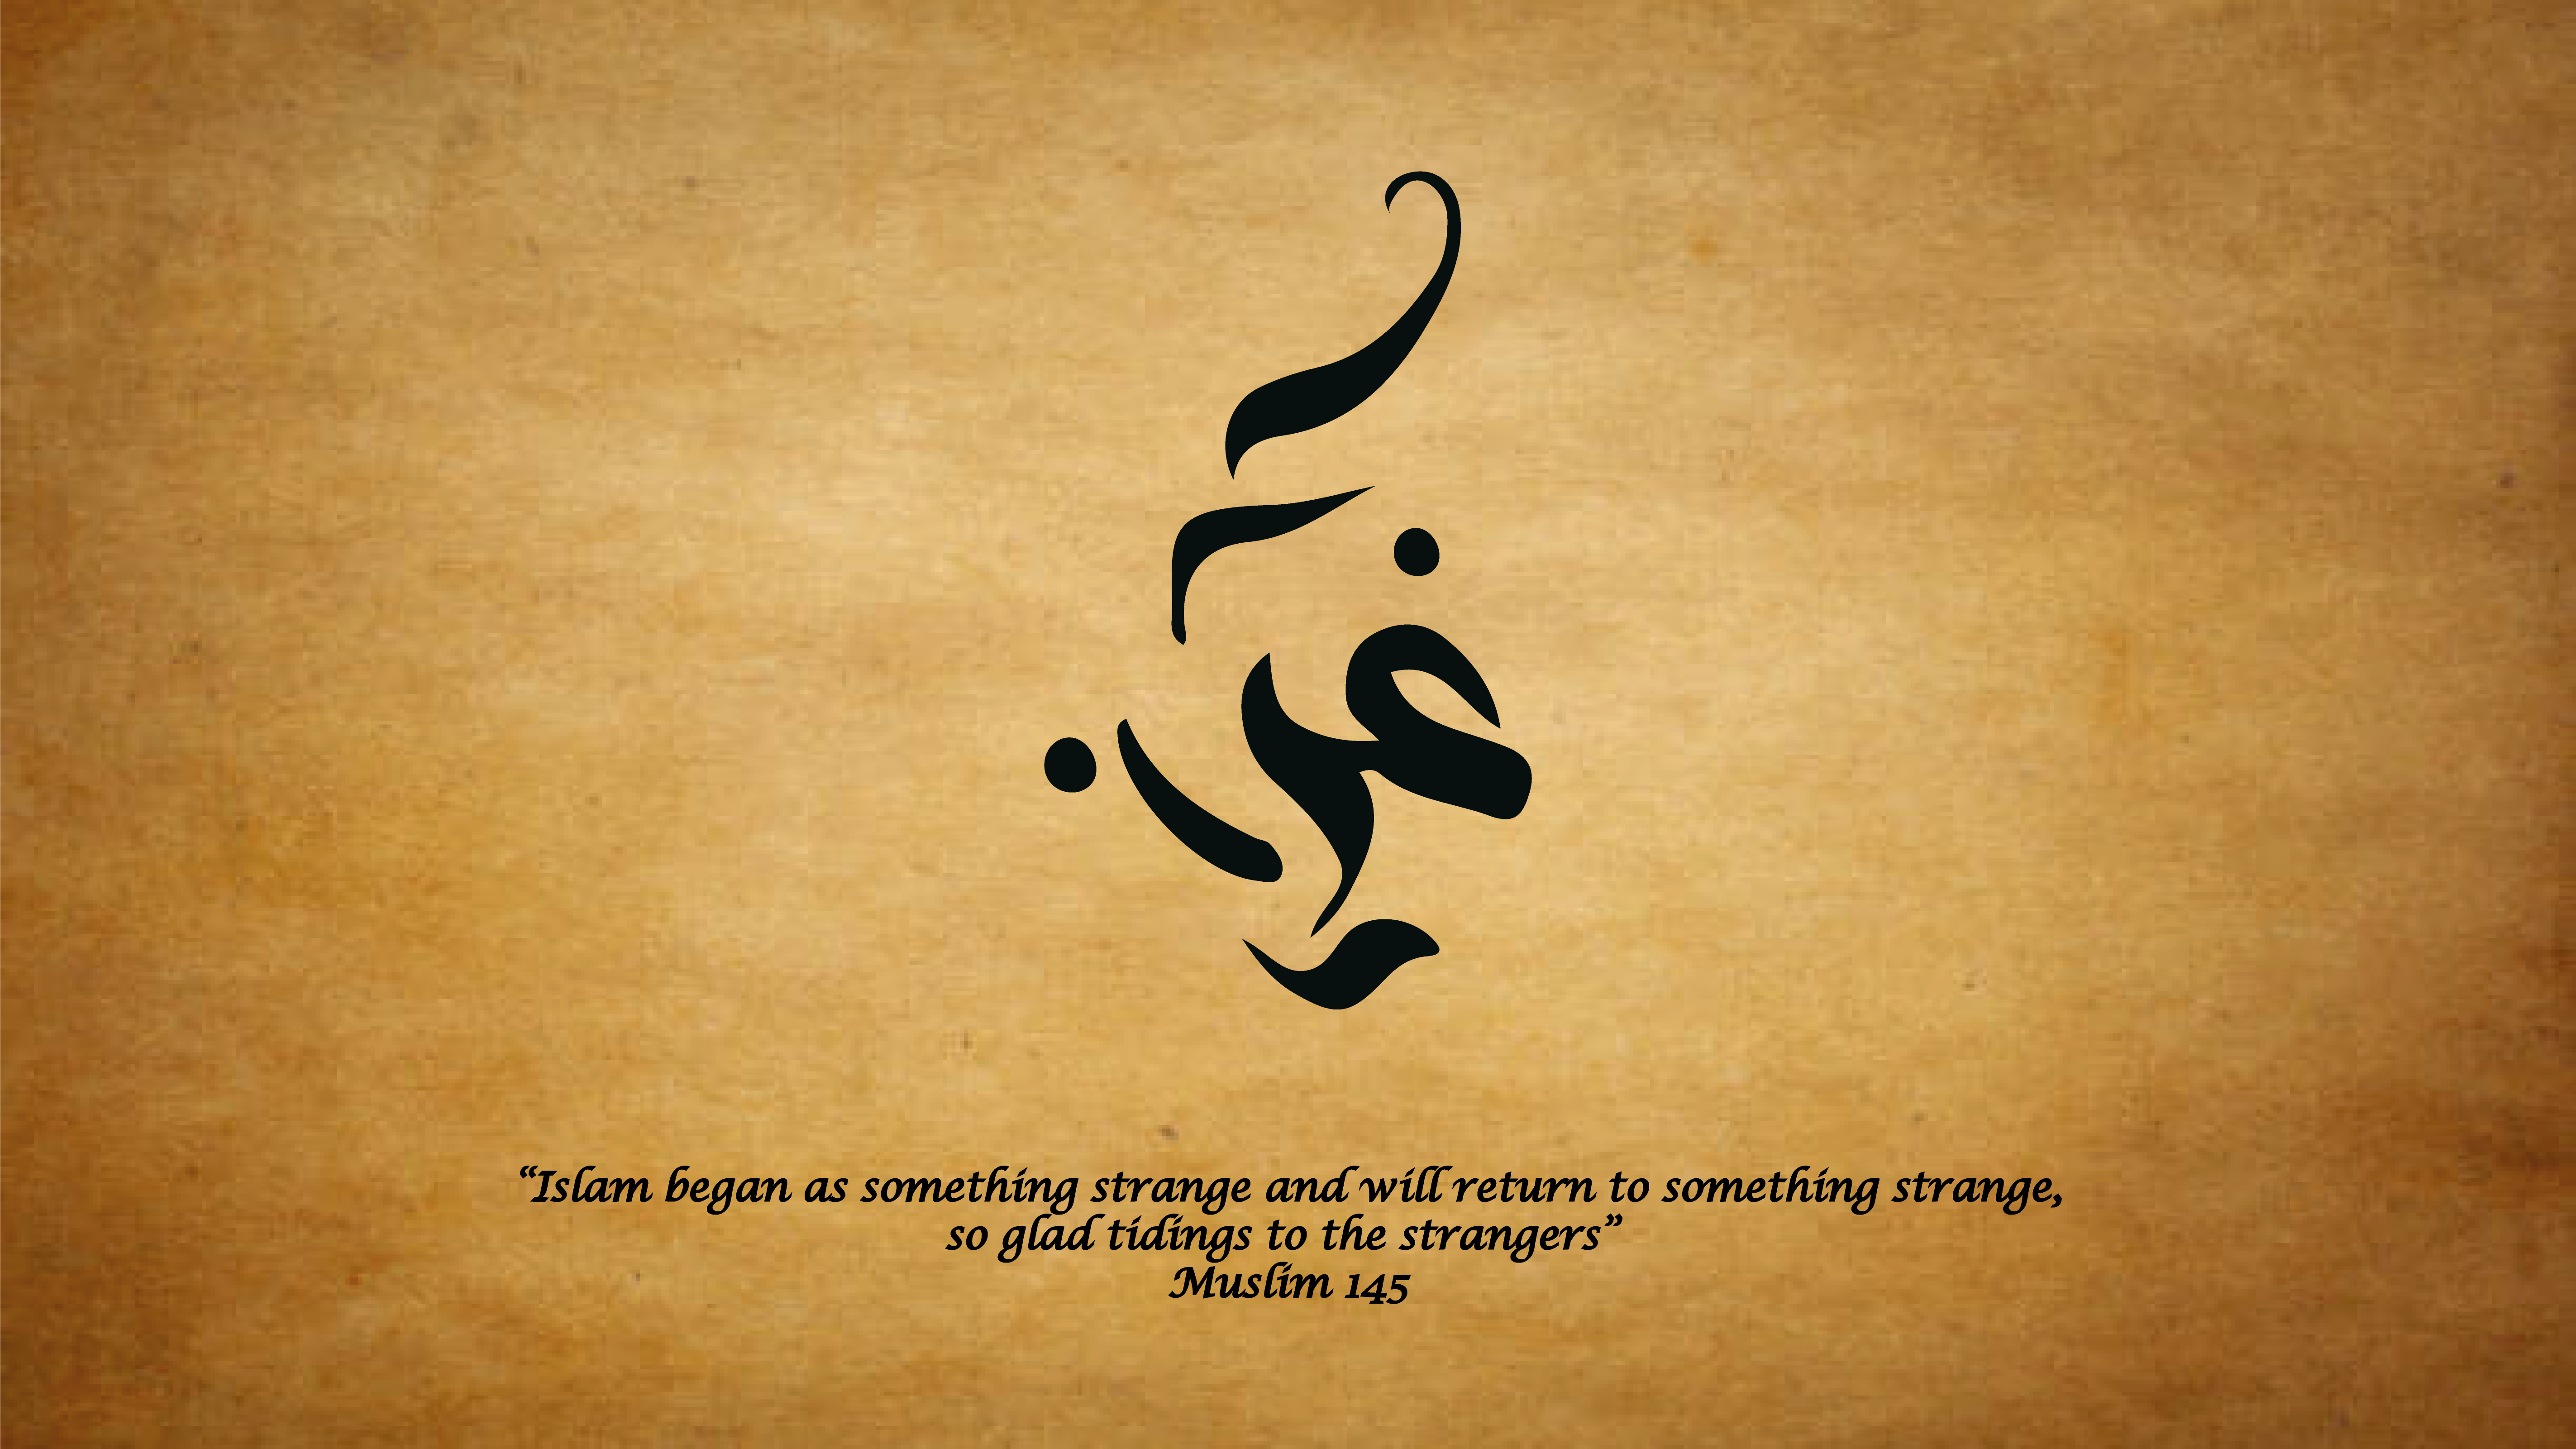 غرباء
“Islam began as something strange and will return to something strange,
so glad tidings to the strangers”
Muslim 145